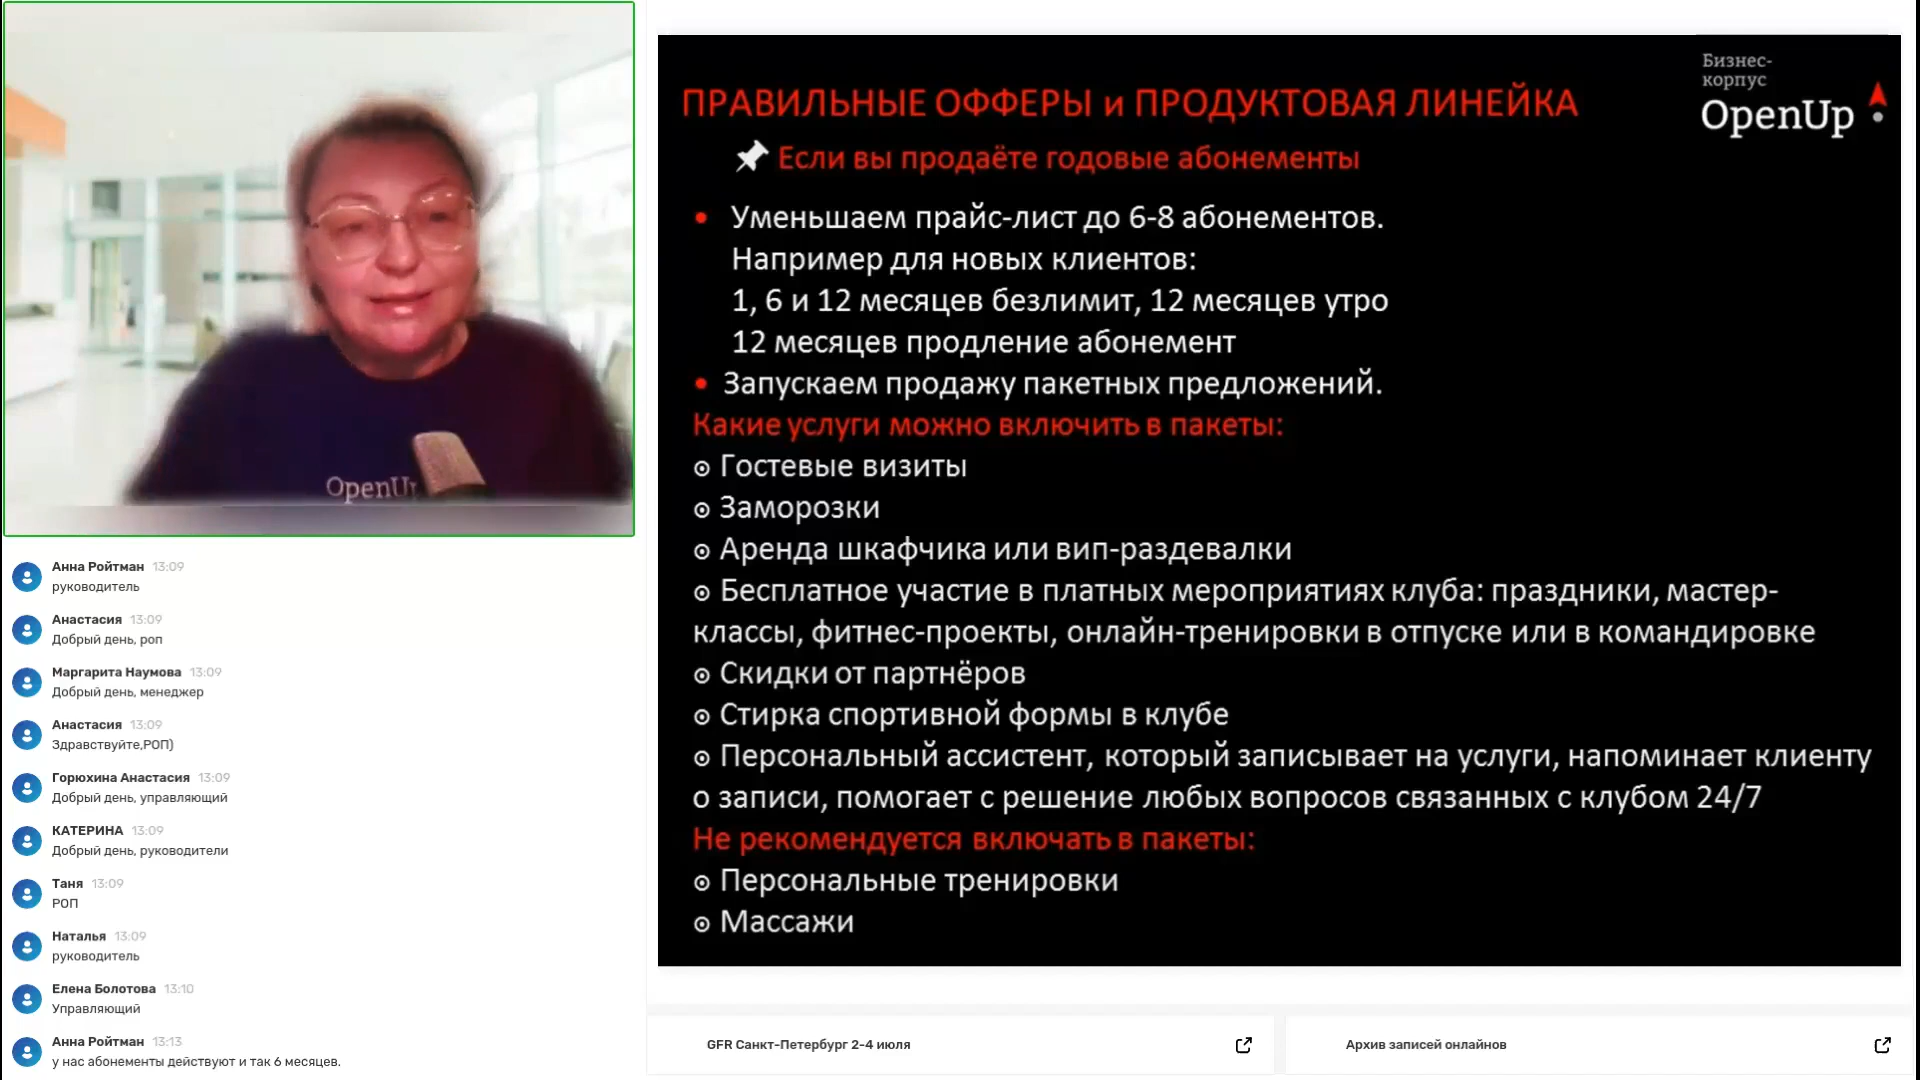 OpenUp
Анна Ройтман 13:09
руководитель
Анастасия 13:09
Добрый день, роп
Маргарита Наумова 13:09
Добрый день, менеджер
Анастасия 13:09
Здравствуйте,РОП)
Горюхина Анастасия 13:09
Добрый день, управляющий
КАТЕРИНА 13:09
Добрый день, руководители
Таня 13:09
РОП
Наталья 13:09
руководитель
Елена Болотова 13:10
Управляющий
Анна Ройтман 13:13
у нас абонементы действуют и так 6 месяцев.
Бизнес-
корпус
OpenUp
ПРАВИЛЬНЫЕ ОФФЕРЫ и ПРОДУКТОВАЯ ЛИНЕЙКА
Если вы продаёте годовые абонементы
• Уменьшаем прайс-лист до 6-8 абонементов.
Например для новых клиентов:
1, 6 и 12 месяцев безлимит, 12 месяцев утро
12 месяцев продление абонемент
• Запускаем продажу пакетных предложений.
Какие услуги можно включить в пакеты:
⊙ Гостевые визиты
⊙ Заморозки
⊙ Аренда шкафчика или вип-раздевалки
⊙ Бесплатное участие в платных мероприятиях клуба: праздники, мастер-
классы, фитнес-проекты, онлайн-тренировки в отпуске или в командировке
⊙ Скидки от партнёров
⊙ Стирка спортивной формы в клубе
⊙ Персональный ассистент, который записывает на услуги, напоминает клиенту
о записи, помогает с решение любых вопросов связанных с клубом 24/7
Не рекомендуется включать в пакеты:
⊙ Персональные тренировки
⊙ Массажи
GFR Санкт-Петербург 2-4 июля
Архив записей онлайнов